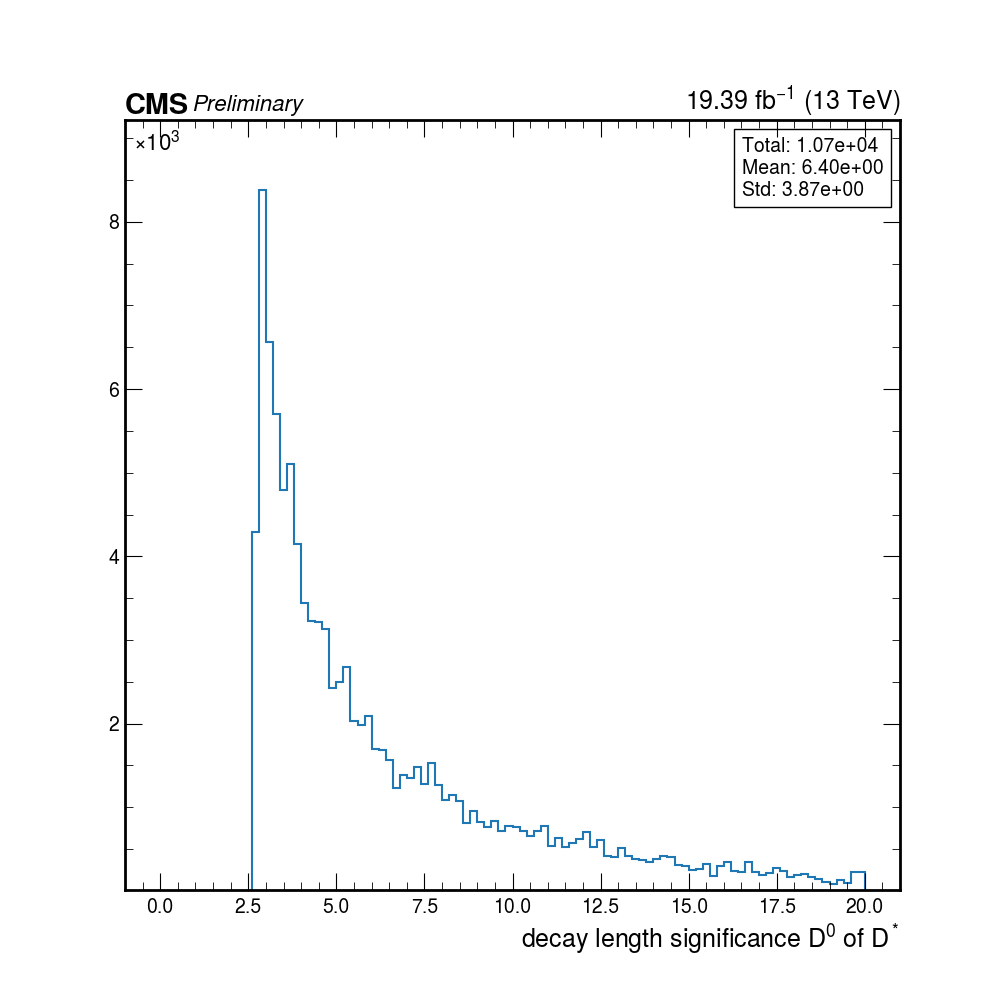 CMS Preliminary 19.39 fb⁻¹ (13 TeV)
×10³
Total: 1.07e+04
Mean: 6.40e+00
Std: 3.87e+00
8
6
4
2
0.0 2.5 5.0 7.5 10.0 12.5 15.0 17.5 20.0
decay length significance D⁰ of D*